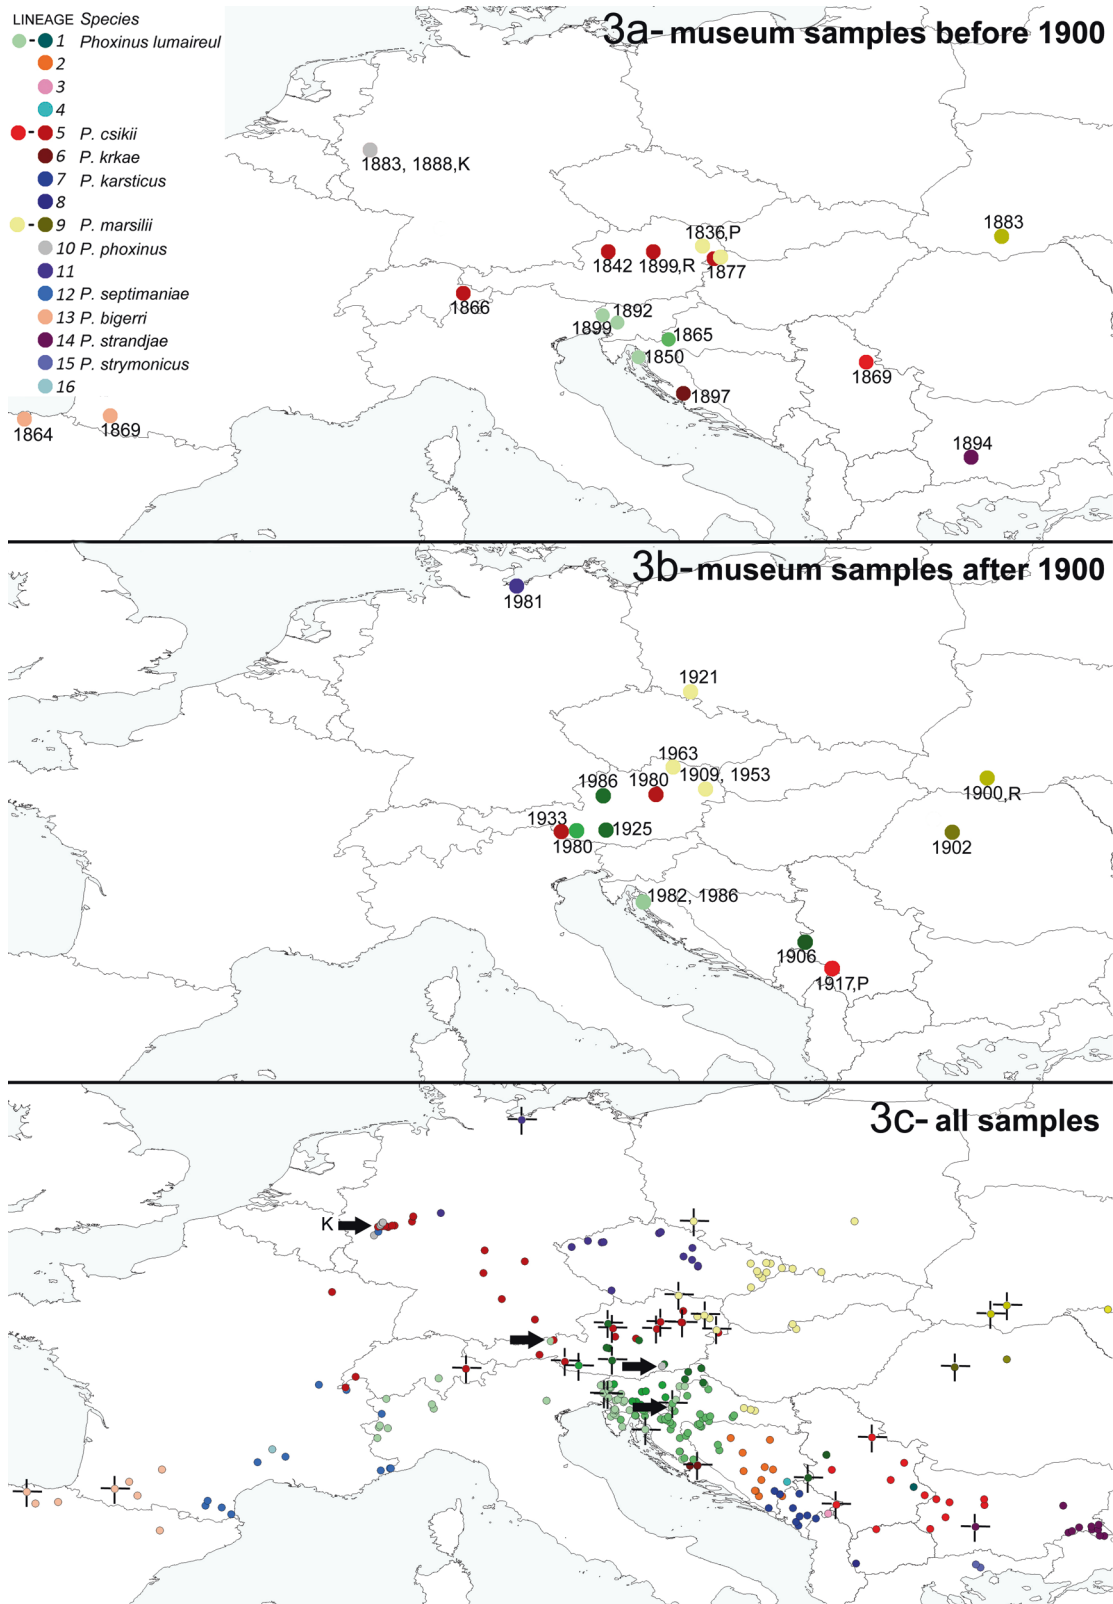 LINEAGE Species
1 Phoxinus lumaireul
2
3
4
5 P. csikii
6 P. krkae
7 P. karsticus
8
9 P. marsilii
10 P. phoxinus
11
12 P. septimaniae
13 P. bigerri
14 P. strandjae
15 P. strymonicus
16
3a- museum samples before 1900
1883, 1888,K
1883
1836,P
1842
1899,R
1877
1866
1892
1899
1865
1850
1869
1897
1864
1869
1894
3b- museum samples after 1900
1981
1921
1963
1986
1980
1909, 1953
1900,R
1933
1925
1980
1902
1982, 1986
1906
1917,P
3c- all samples
K